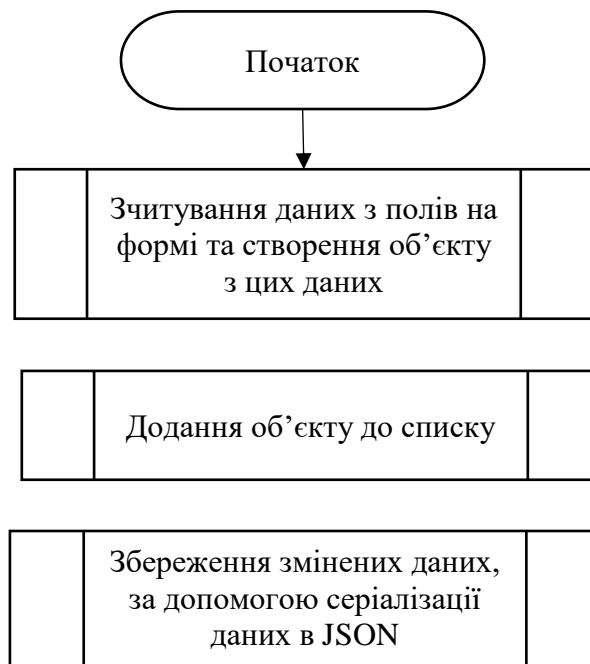 Початок
Зчитування даних з полів на
формі та створення об’єкту
з цих даних
Додання об’єкту до списку
Збереження змінених даних,
за допомогою серіалізації
даних в JSON